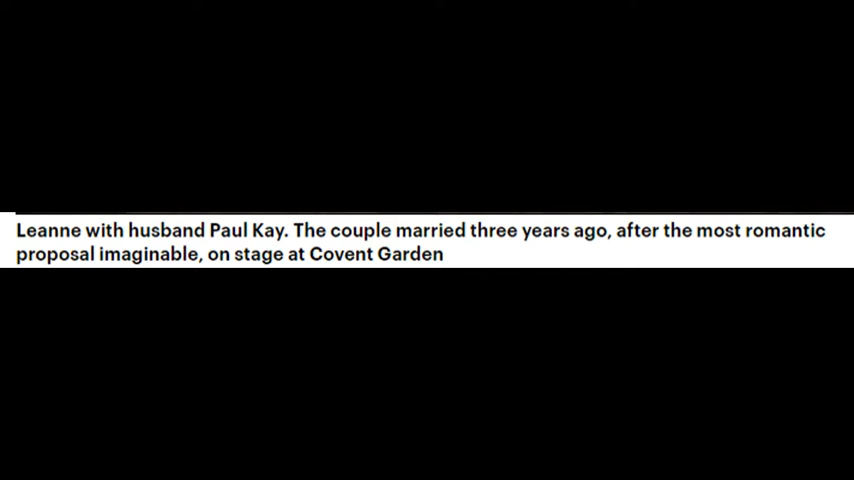 Leanne with husband Paul Kay. The couple married three years ago, after the most romantic
proposal imaginable, on stage at Covent Garden